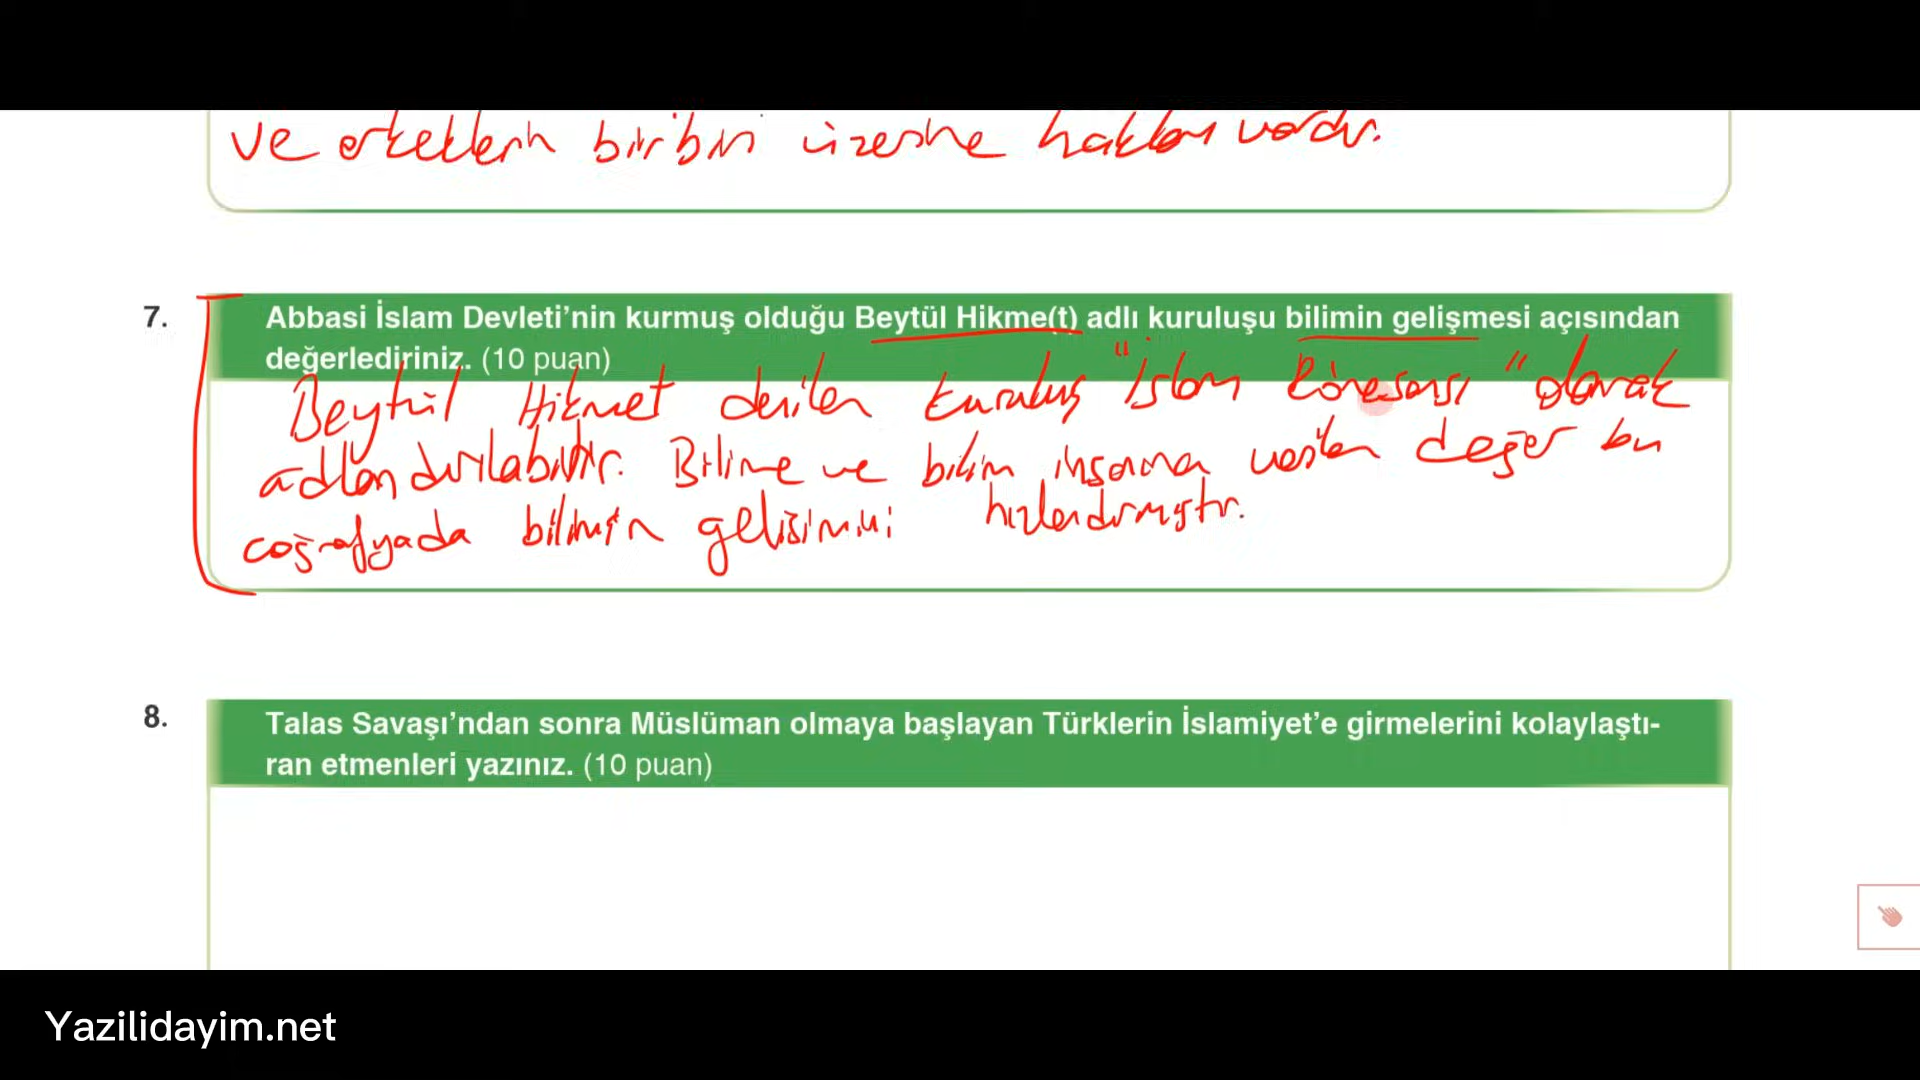 ve erkeklerin birbiri üzerine hakları vardır.
7.
Abbasi İslam Devleti’nin kurmuş olduğu Beytül Hikme(t) adlı kuruluşu bilimin gelişmesi açısından
değerlediriniz. (10 puan)
Beytül Hikmet denilen kuruluş "İslam Rönesansı" olarak
adlandırılabilir. Bilime ve bilim insanına verilen değer bu
coğrafyada bilimin gelişimini hızlandırmıştır.
8.
Talas Savaşı’ndan sonra Müslüman olmaya başlayan Türklerin İslamiyet’e girmelerini kolaylaştı-
ran etmenleri yazınız. (10 puan)
Yazilidayim.net